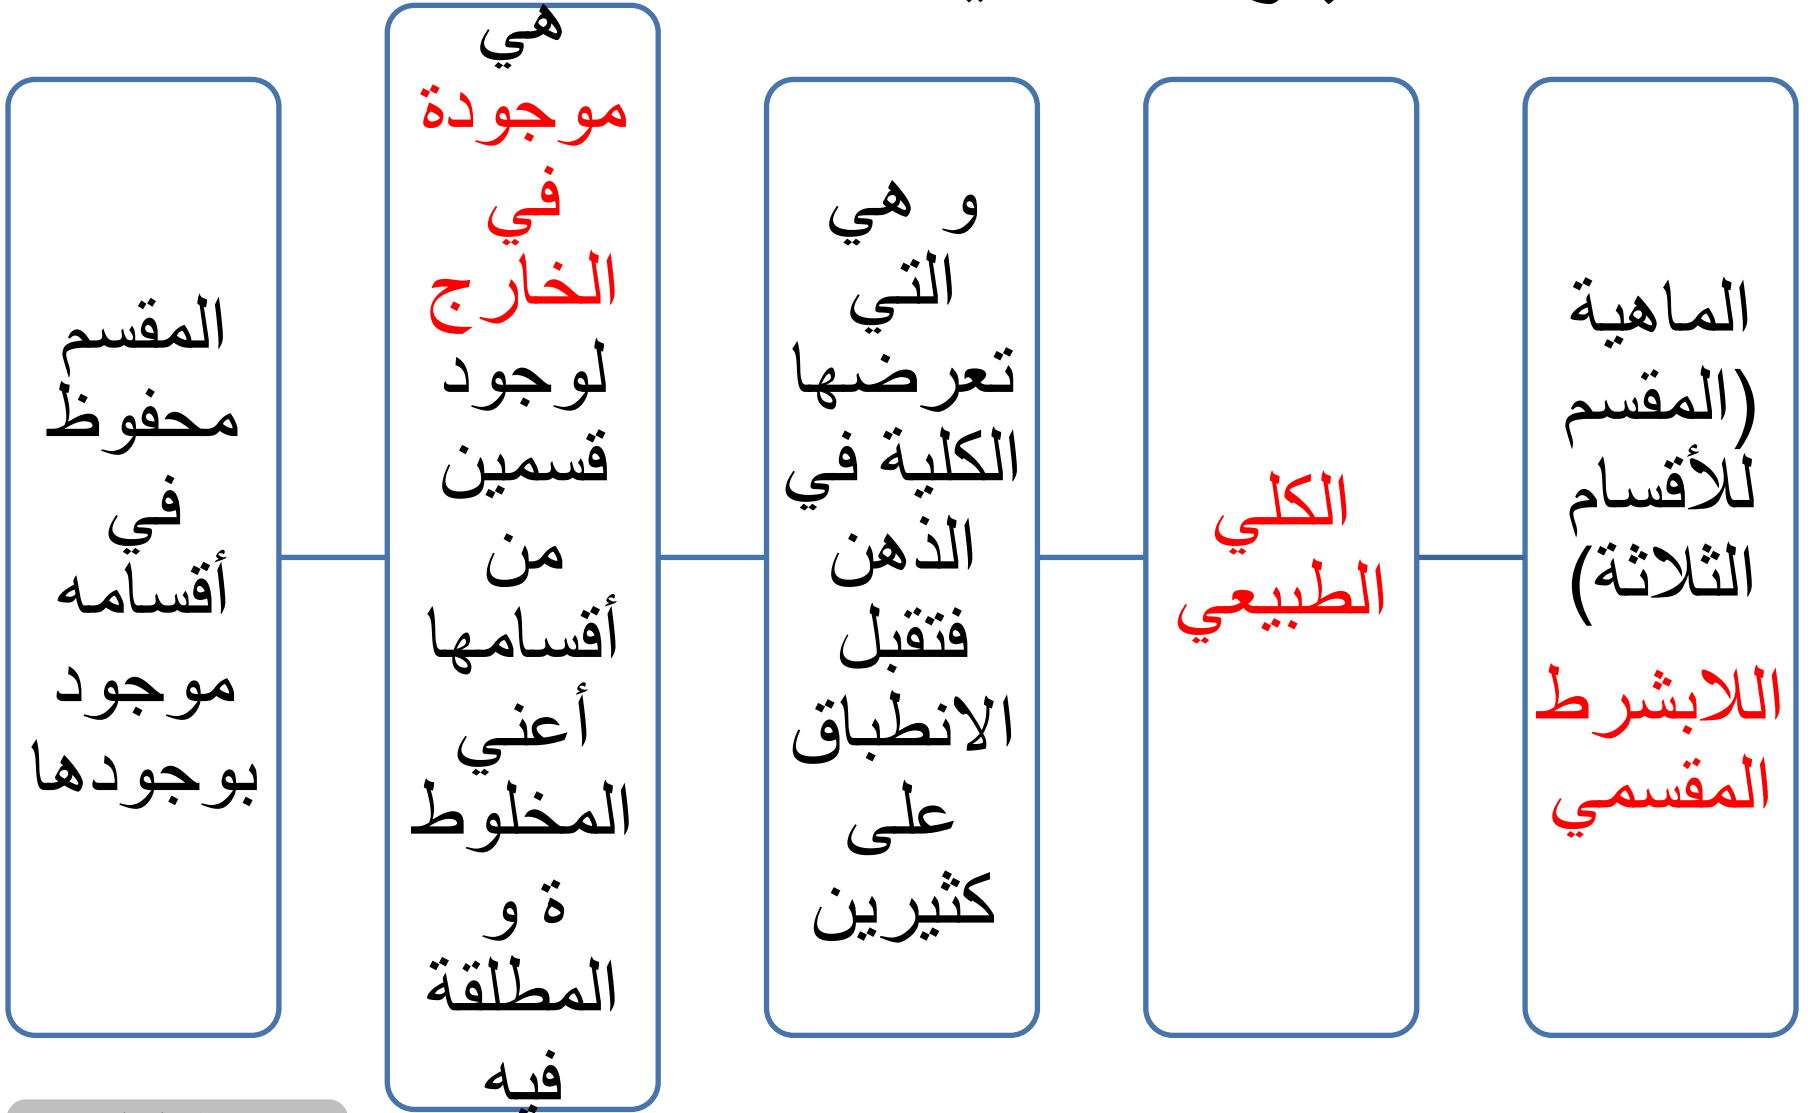 الماهية
(المقسم
للأقسام
الثلاثة)
اللابشرط
المقسمي
الكلي
الطبيعي
و هي
التي
تعرضها
الكلية في
الذهن
فتقبل
الانطباق
على
كثيرين
هي
موجودة
في
الخارج
لوجود
قسمين
من
أقسامها
أعني
المخلوط
ة و
المطلقة
فيه
المقسم
محفوظ
في
أقسامه
موجود
بوجودها